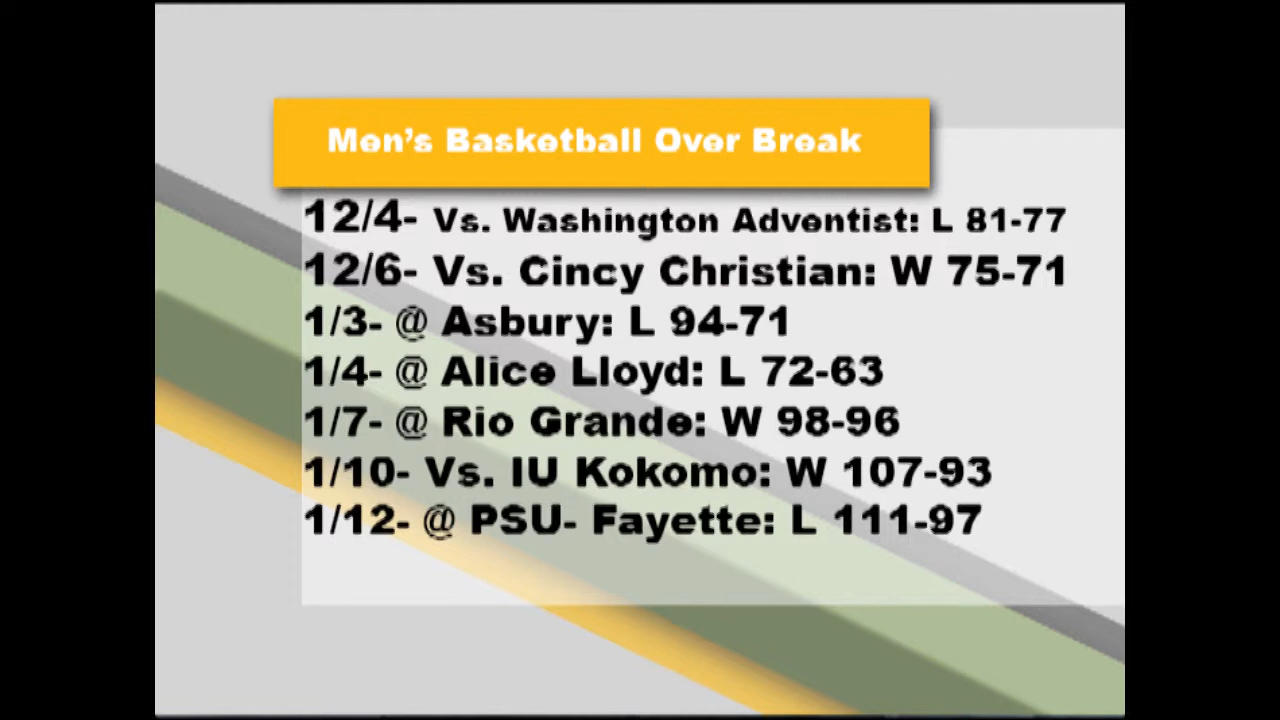 Men's Basketball Over Break
12/4- Vs. Washington Adventist: L 81-77
12/6- Vs. Cincy Christian: W 75-71
1/3- @ Asbury: L 94-71
1/4- @ Alice Lloyd: L 72-63
1/7- @ Rio Grande: W 98-96
1/10- Vs. IU Kokomo: W 107-93
1/12- @ PSU- Fayette: L 111-97